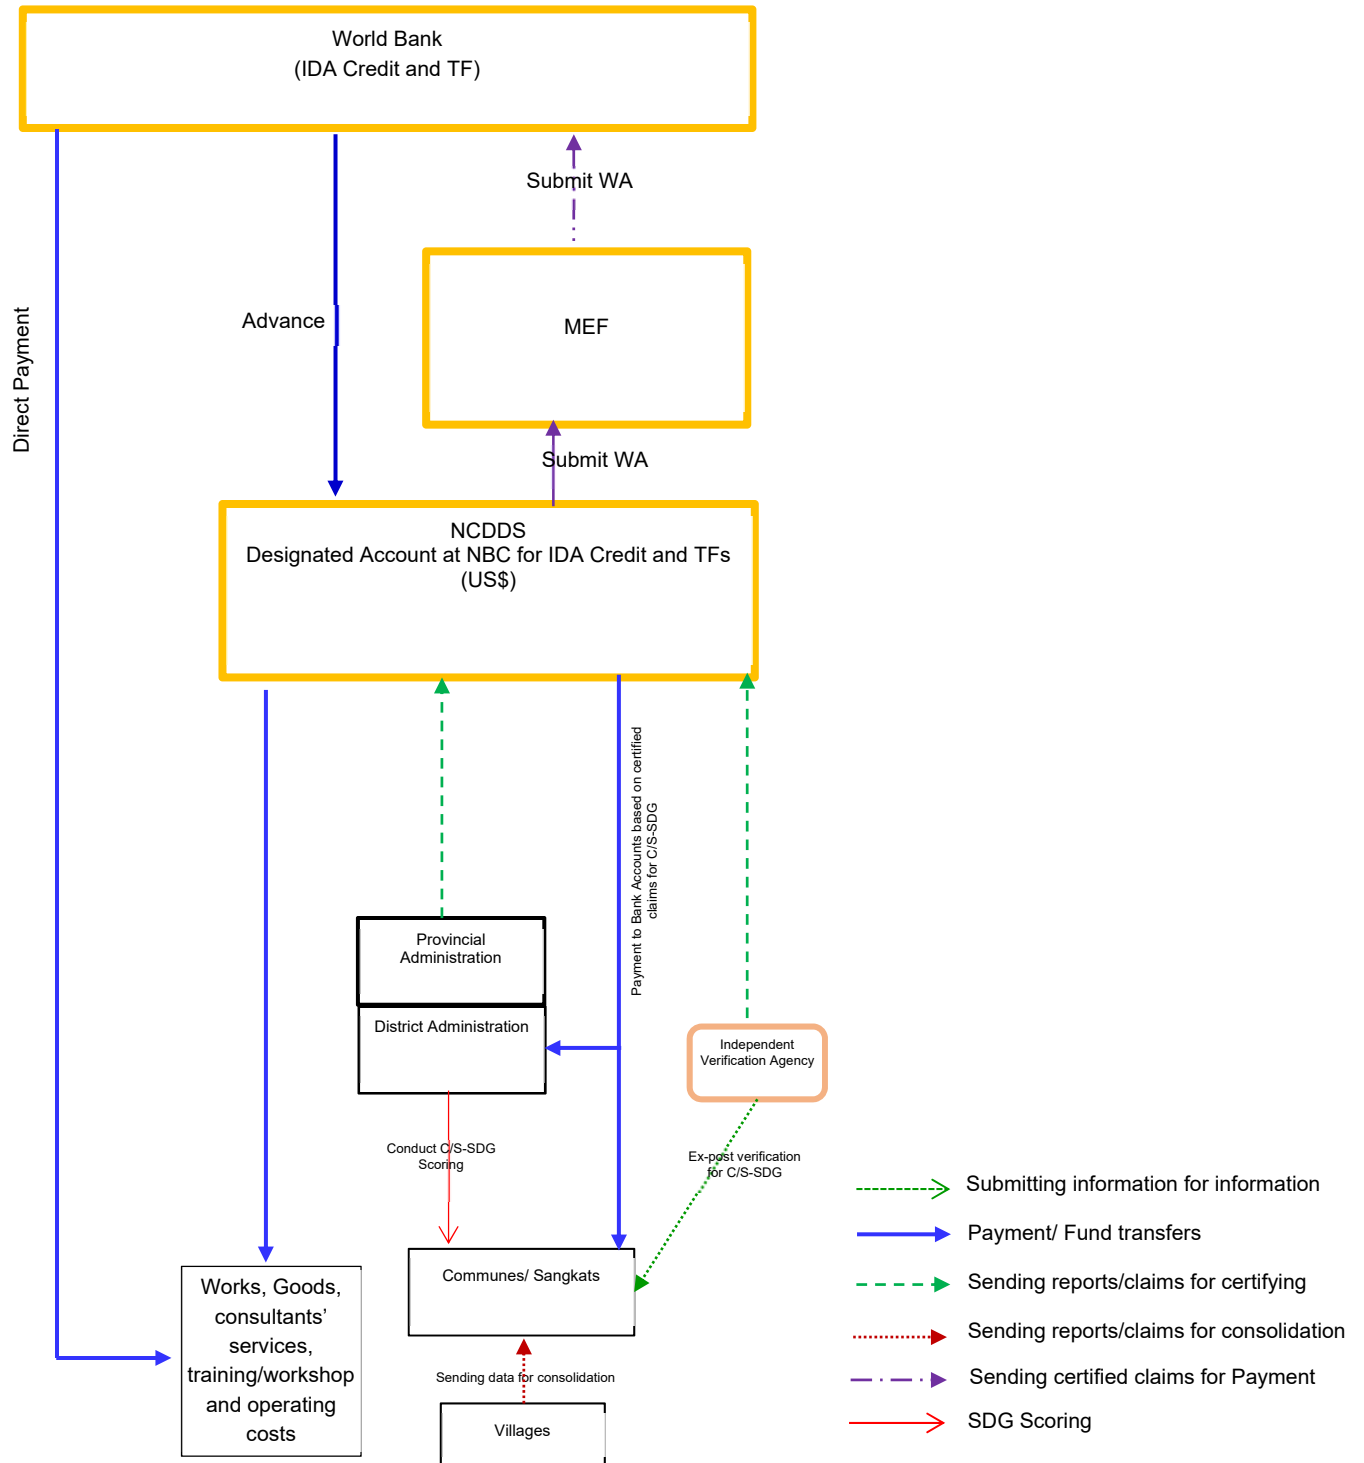 World Bank
(IDA Credit and TF)
Submit WA
Direct Payment
Advance
MEF
Submit WA
NCDDS
Designated Account at NBC for IDA Credit and TFs
(US$)
Payment to Bank Accounts based on certified
claims for C/S-SDG
Provincial
Administration
District Administration
Independent
Verification Agency
Conduct C/S-SDG
Scoring
Ex-post verification
for C/S-SDG
Communes/ Sangkats
Works, Goods,
consultants’
services,
training/workshop
and operating
costs
Sending data for consolidation
Villages
Submitting information for information
Payment/ Fund transfers
Sending reports/claims for certifying
Sending reports/claims for consolidation
Sending certified claims for Payment
SDG Scoring